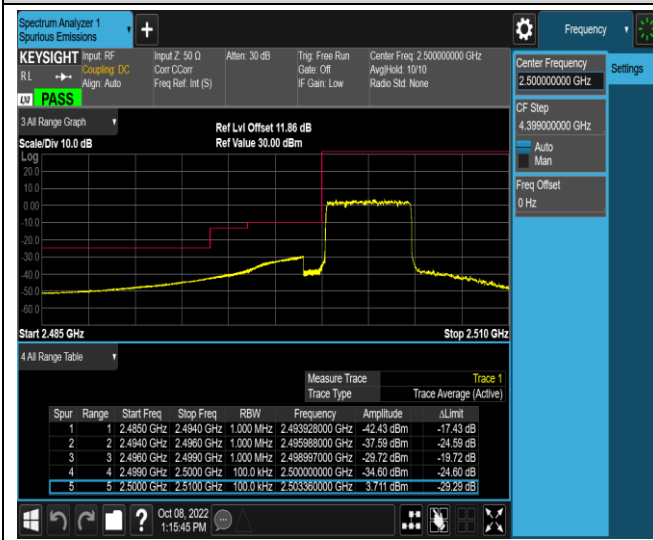 Spectrum Analyzer 1
Spurious Emissions
Frequency
KEYSIGHT Input: RF Input Z: 50 Ω Atten: 30 dB Trig: Free Run Center Freq: 2.500000000 GHz
RL Coupling: DC Corr CCorr Gate: Off Avg|Hold: 10/10
Align: Auto Freq Ref: Int (S) IF Gain: Low Radio Std: None
LXI PASS
Center Frequency
2.500000000 GHz
Settings
CF Step
4.399000000 GHz
Auto
Man
Freq Offset
0 Hz
3 All Range Graph
Ref Lvl Offset 11.86 dB
Scale/Div 10.0 dB Ref Value 30.00 dBm
Log
20.0
10.0
0.00
-10.0
-20.0
-30.0
-40.0
-50.0
-60.0
Start 2.485 GHz Stop 2.510 GHz
4 All Range Table
Measure Trace Trace 1
Trace Type Trace Average (Active)
Spur Range Start Freq Stop Freq RBW Frequency Amplitude ΔLimit
1 1 2.4850 GHz 2.4940 GHz 1.000 MHz 2.493928000 GHz -42.43 dBm -17.43 dB
2 2 2.4940 GHz 2.4960 GHz 1.000 MHz 2.495988000 GHz -37.59 dBm -24.59 dB
3 3 2.4960 GHz 2.4990 GHz 1.000 MHz 2.498997000 GHz -29.72 dBm -19.72 dB
4 4 2.4990 GHz 2.5000 GHz 100.0 kHz 2.500000000 GHz -34.60 dBm -24.60 dB
5 5 2.5000 GHz 2.5100 GHz 100.0 kHz 2.503360000 GHz 3.711 dBm -29.29 dB
Oct 08, 2022
1:15:45 PM